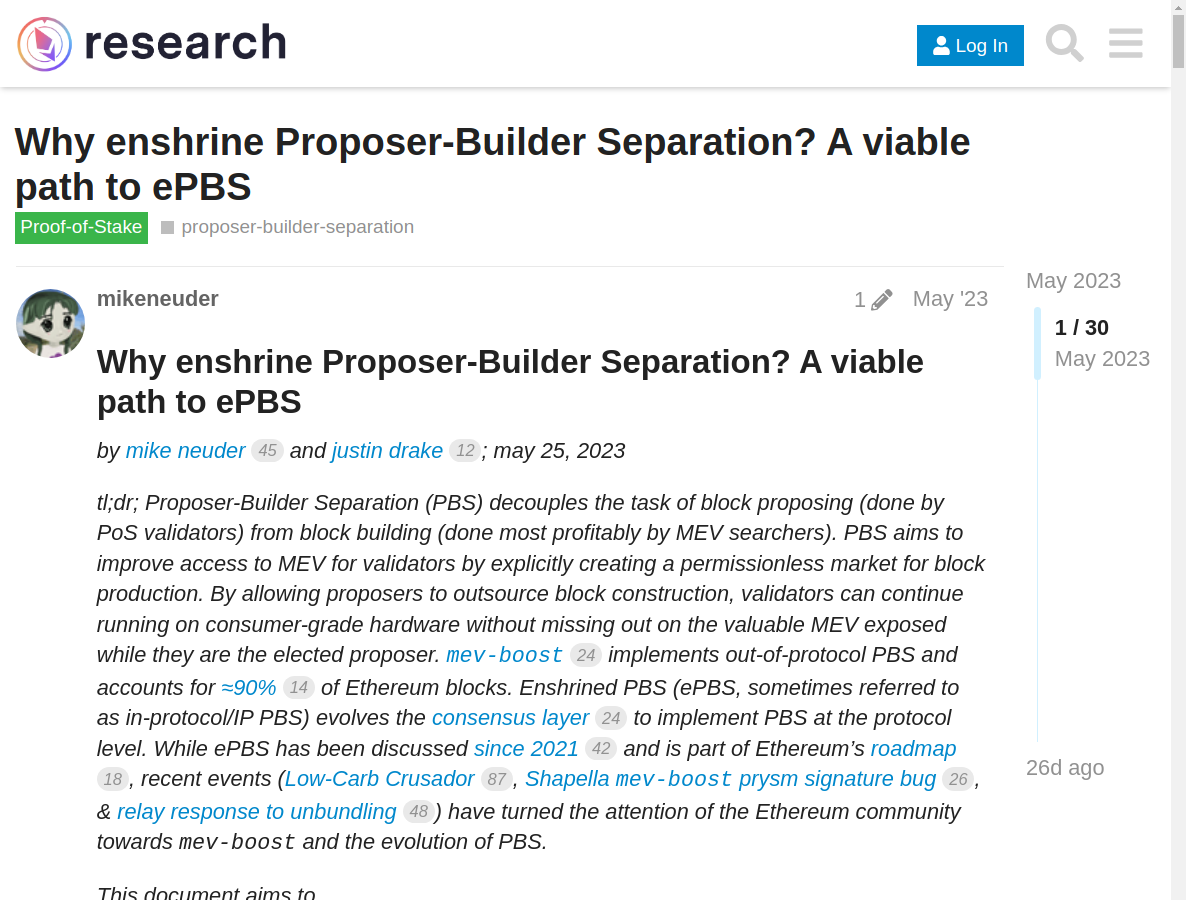 research
Log In
Why enshrine Proposer-Builder Separation? A viable
path to ePBS
Proof-of-Stake proposer-builder separation
mikeneuder 1 May '23
Why enshrine Proposer-Builder Separation? A viable
path to ePBS
by mike neuder 45 and justin drake 12; may 25, 2023
tl;dr; Proposer-Builder Separation (PBS) decouples the task of block proposing (done by
PoS validators) from block building (done most profitably by MEV searchers). PBS aims to
improve access to MEV for validators by explicitly creating a permissionless market for block
production. By allowing proposers to outsource block construction, validators can continue
running on consumer-grade hardware without missing out on the valuable MEV exposed
while they are the elected proposer. mev-boost 24 implements out-of-protocol PBS and
accounts for ≈90% 14 of Ethereum blocks. Enshrined PBS (ePBS, sometimes referred to
as in-protocol/IP PBS) evolves the consensus layer 24 to implement PBS at the protocol
level. While ePBS has been discussed since 2021 42 and is part of Ethereum’s roadmap
18, recent events (Low-Carb Crusador 87, Shapella mev-boost prysm signature bug 26,
& relay response to unbundling 48) have turned the attention of the Ethereum community
towards mev-boost and the evolution of PBS.
This document aims to
May 2023
1 / 30
May 2023
26d ago